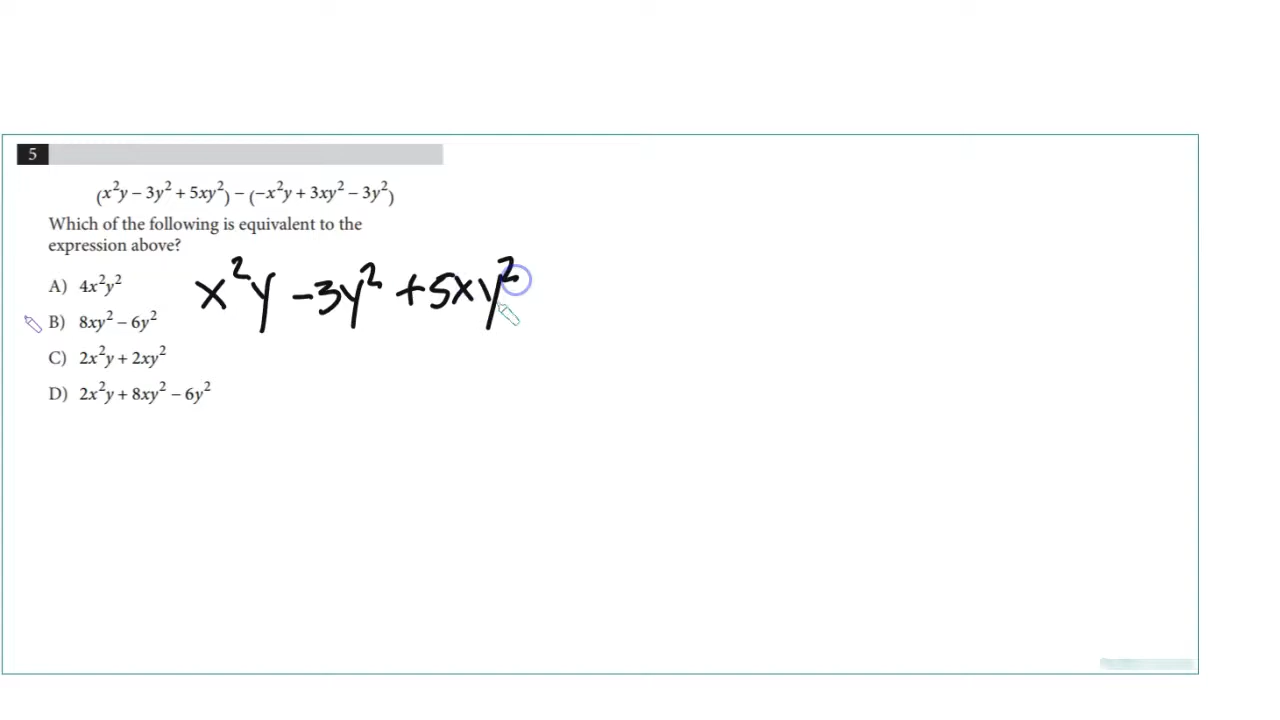 5
(x²y – 3y² + 5xy²) – (–x²y + 3xy² – 3y²)
Which of the following is equivalent to the
expression above?
A) 4x²y²
B) 8xy² – 6y²
C) 2x²y + 2xy²
D) 2x²y + 8xy² – 6y²
x²y -3y² +5xy²